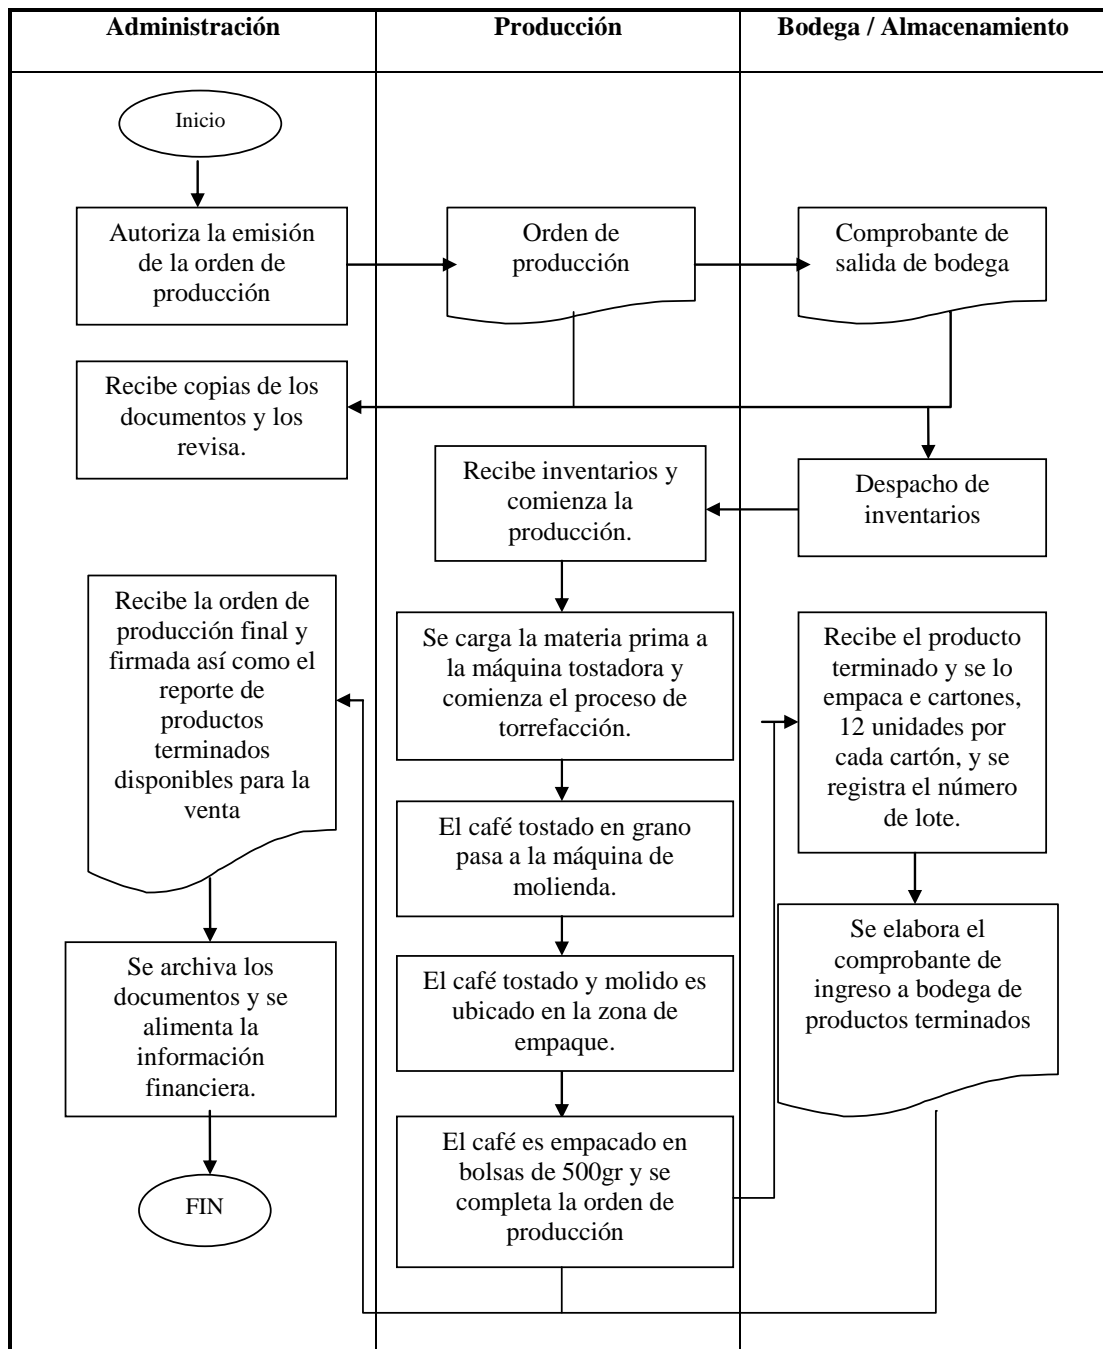 Administración
Producción
Bodega / Almacenamiento
Inicio
Autoriza la emisión
de la orden de
producción
Orden de
producción
Comprobante de
salida de bodega
Recibe copias de los
documentos y los
revisa.
Recibe inventarios y
comienza la
producción.
Despacho de
inventarios
Recibe la orden de
producción final y
firmada así como el
reporte de
productos
terminados
disponibles para la
venta
Se carga la materia prima a
la máquina tostadora y
comienza el proceso de
torrefacción.
Recibe el producto
terminado y se lo
empaca e cartones,
12 unidades por
cada cartón, y se
registra el número
de lote.
El café tostado en grano
pasa a la máquina de
molienda.
Se elabora el
comprobante de
ingreso a bodega de
productos terminados
Se archiva los
documentos y se
alimenta la
información
financiera.
El café tostado y molido es
ubicado en la zona de
empaque.
El café es empacado en
bolsas de 500gr y se
completa la orden de
producción
FIN